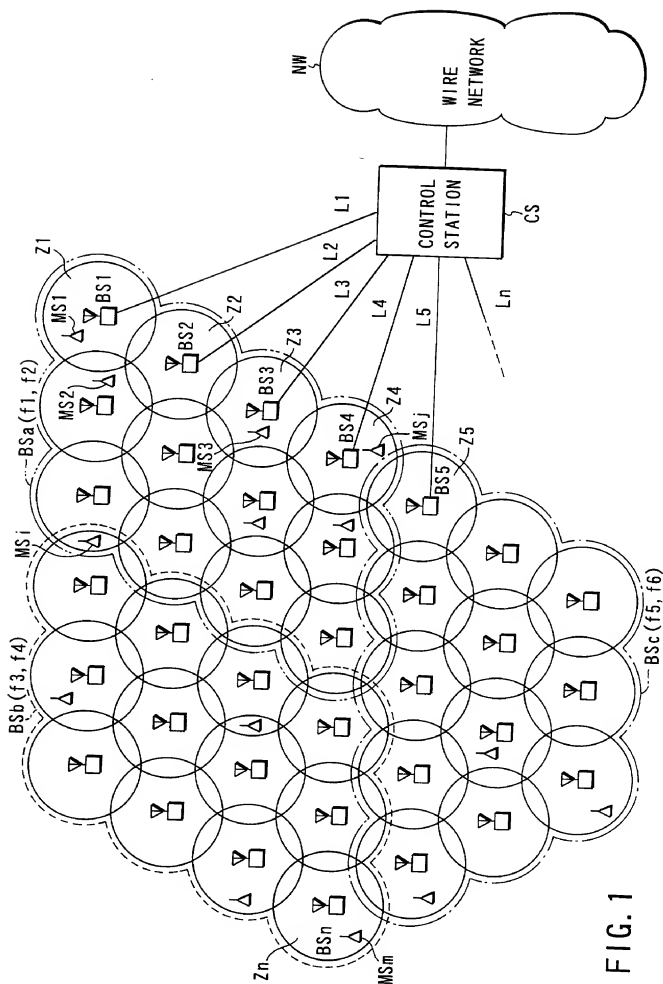 BSa(f1, f2)
BSb(f3, f4)
MSi
MS2
MS1
BS1
Z1
BS2
Z2
MS3
BS3
Z3
BS4
Z4
MSj
BS5
Z5
L1
L2
L3
L4
L5
Ln
CONTROL
STATION
CS
WIRE
NETWORK
NW
BSc(f5, f6)
Zn
BSn
MSm
FIG. 1